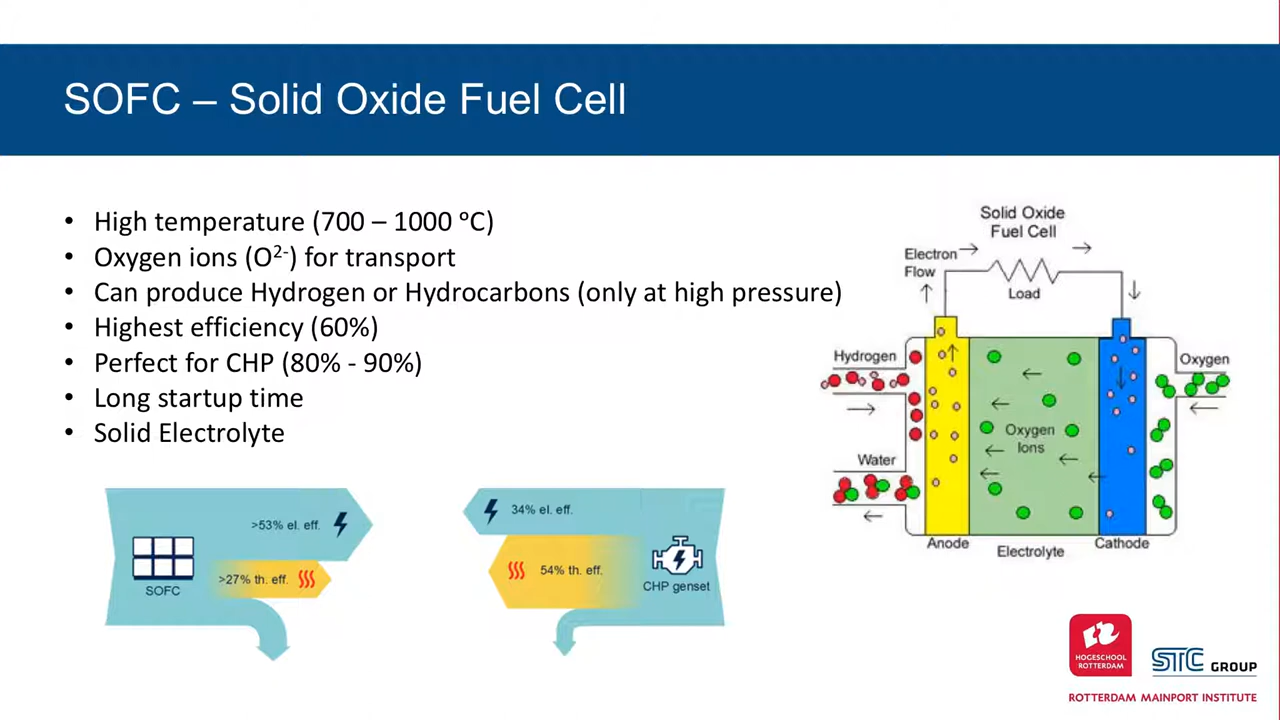 SOFC – Solid Oxide Fuel Cell
• High temperature (700 – 1000 ºC)
• Oxygen ions (O²⁻) for transport
• Can produce Hydrogen or Hydrocarbons (only at high pressure)
• Highest efficiency (60%)
• Perfect for CHP (80% - 90%)
• Long startup time
• Solid Electrolyte
Solid Oxide
Fuel Cell
Electron
Flow
Load
Hydrogen
Oxygen
Oxygen
Ions
Water
Anode
Electrolyte
Cathode
>53% el. eff.
>27% th. eff.
SOFC
34% el. eff.
54% th. eff.
CHP genset
HOGESCHOOL
ROTTERDAM
STC GROUP
ROTTERDAM MAINPORT INSTITUTE